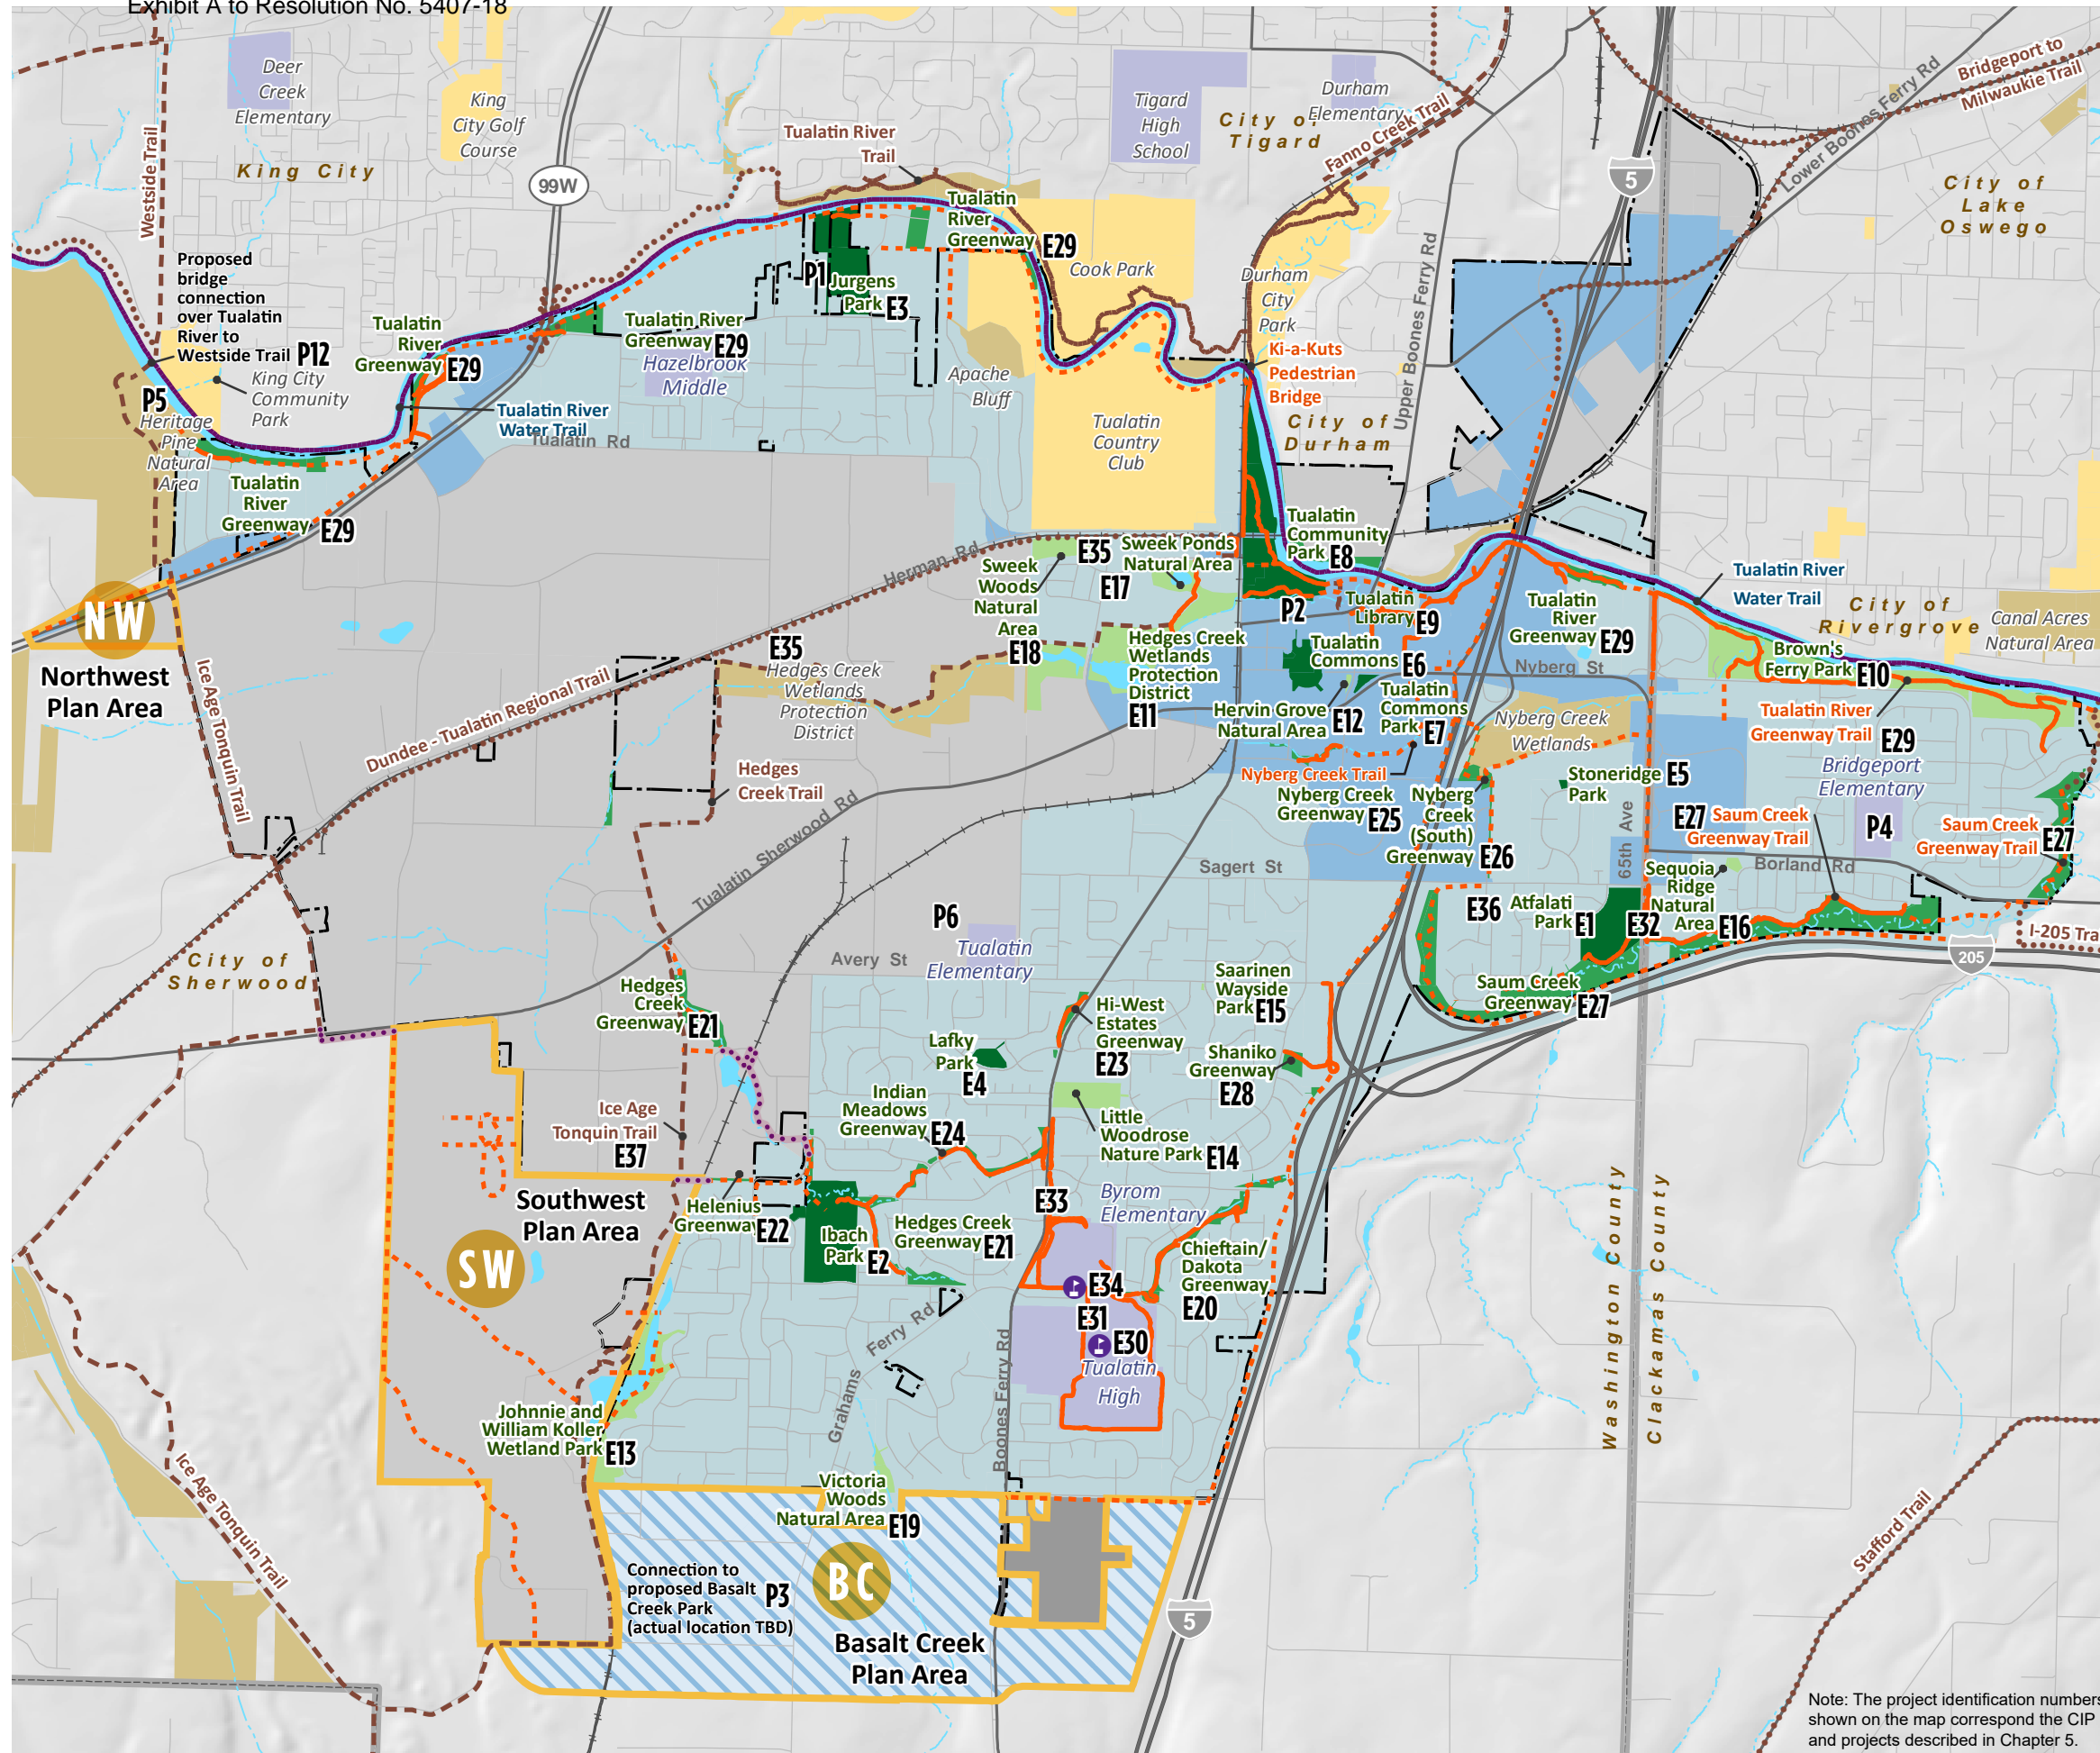 Exhibit A to Resolution No. 5407-18
Deer
Creek
Elementary
King
City Golf
Course
King City
Westside Trail
99W
Tualatin River
Trail
Tigard
High
School
City of
Tigard
Durham
Elementary
Fanno Creek Trail
5
Bridgeport to
Milwaukie Trail
Lower Boones Ferry Rd
City of
Lake
Oswego
Proposed
bridge
connection
over Tualatin
River to
Westside Trail P12
King City
Community
Park
P5
Heritage
Pine
Natural
Area
Tualatin
River
Greenway
E29
Tualatin River
Water Trail
Tualatin Rd
Tualatin
River
Greenway E29
Tualatin River
Greenway E29
Hazelbrook
Middle
P1
Jurgens
Park E3
Tualatin
River
Greenway E29
Cook Park
Apache
Bluff
Tualatin
Country
Club
Durham
City
Park
Ki-a-Kuts
Pedestrian
Bridge
City of
Durham
Upper Boones Ferry Rd
NW
Northwest
Plan Area
Ice Age Tonquin Trail
Dundee - Tualatin Regional Trail
Herman Rd
E35
Hedges Creek
Wetlands
Protection
District
Hedges
Creek Trail
Tualatin Sherwood Rd
E35
Sweek
Woods
Natural
Area
E18
E17
Sweek Ponds
Natural Area
Hedges Creek
Wetlands
Protection
District
E11
Tualatin
Community
Park E8
P2
Tualatin
Library E9
Tualatin
Commons E6
Tualatin
Commons
Park E7
Hervin Grove
Natural Area E12
Nyberg Creek Trail
Nyberg Creek
Greenway E25
Nyberg
Creek
(South)
Greenway E26
Nyberg Creek
Wetlands
Nyberg St
Tualatin
River
Greenway E29
Tualatin River
Water Trail
City of
Rivergrove
Canal Acres
Natural Area
Brown's
Ferry Park E10
Tualatin River
Greenway Trail E29
Bridgeport
Elementary
P4
Stoneridge
Park E5
65th Ave
E27 Saum Creek
Greenway Trail
Saum Creek
Greenway Trail E27
Borland Rd
Sequoia
Ridge
Natural
Area E16
E36
Atfalati
Park E1
E32
Saum Creek
Greenway E27
205
I-205 Tra
City of
Sherwood
Sagert St
P6
Tualatin
Elementary
Avery St
Hedges
Creek
Greenway E21
Lafky
Park
E4
Hi-West
Estates
Greenway
E23
Saarinen
Wayside
Park E15
Shaniko
Greenway
E28
Indian
Meadows
Greenway E24
Little
Woodrose
Nature Park E14
Ice Age
Tonquin Trail
E37
Southwest
Plan Area
SW
Helenius
Greenway E22
Ibach
Park E2
Hedges Creek
Greenway E21
E33
Byrom
Elementary
E34
E31
E30
Tualatin
High
Chieftain/
Dakota
Greenway
E20
Grahams Ferry Rd
Boones Ferry Rd
Washington County
Clackamas County
Johnnie and
William Koller
Wetland Park E13
Victoria
Woods
Natural Area E19
Connection to
proposed Basalt
Creek Park
(actual location TBD)
P3
BC
Basalt Creek
Plan Area
5
Ice Age Tonquin Trail
Stafford Trail
Note: The project identification numbers
shown on the map correspond the CIP
and projects described in Chapter 5.